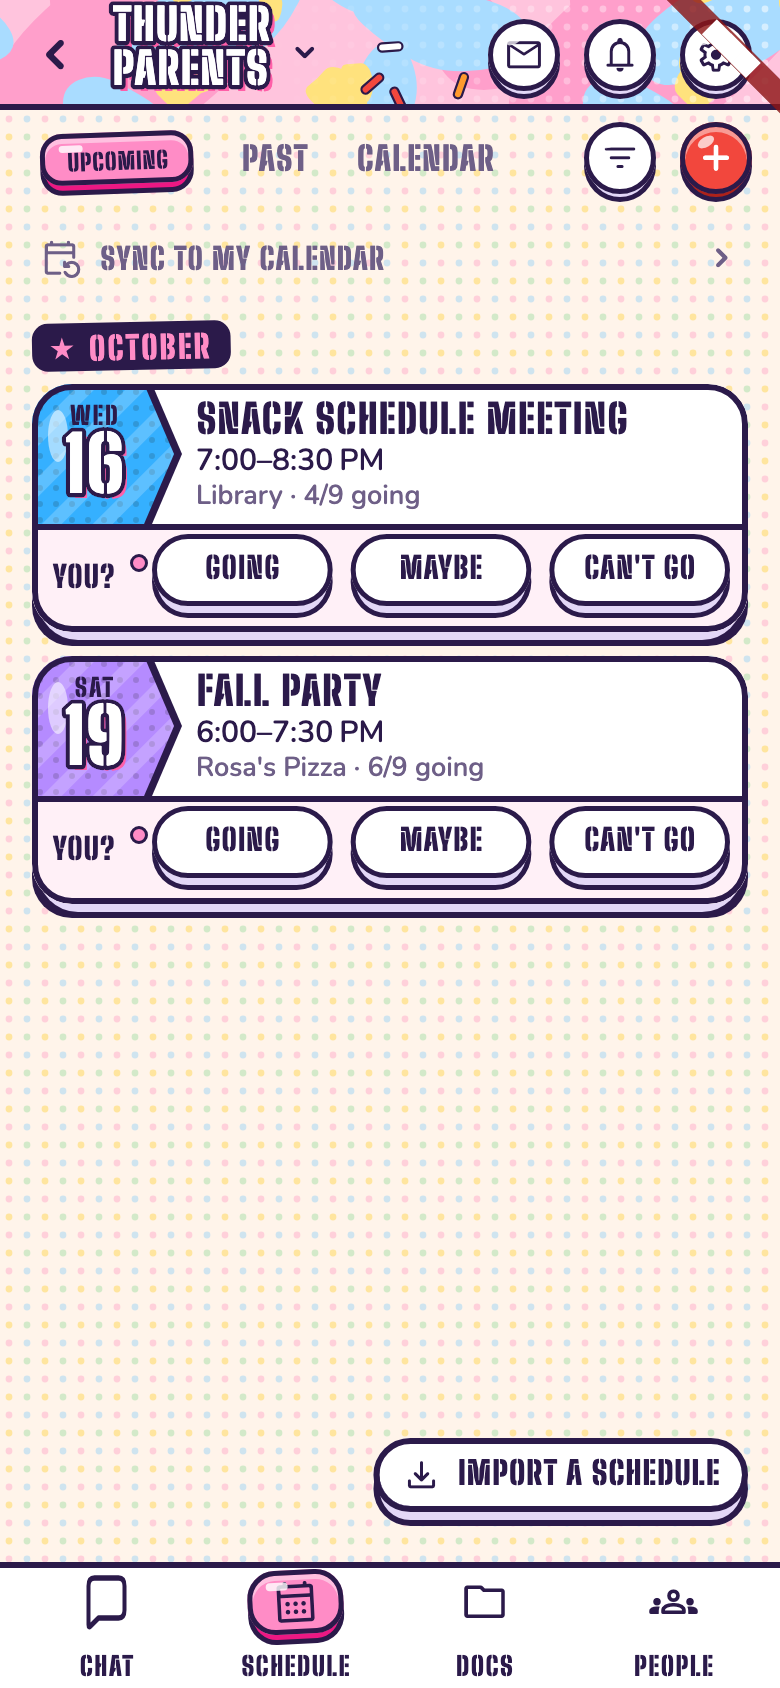 THUNDER
PARENTS
UPCOMING
PAST
CALENDAR
SYNC TO MY CALENDAR
★ OCTOBER
WED
16
SNACK SCHEDULE MEETING
7:00–8:30 PM
Library · 4/9 going
YOU?
GOING
MAYBE
CAN'T GO
SAT
19
FALL PARTY
6:00–7:30 PM
Rosa's Pizza · 6/9 going
YOU?
GOING
MAYBE
CAN'T GO
IMPORT A SCHEDULE
CHAT
SCHEDULE
DOCS
PEOPLE